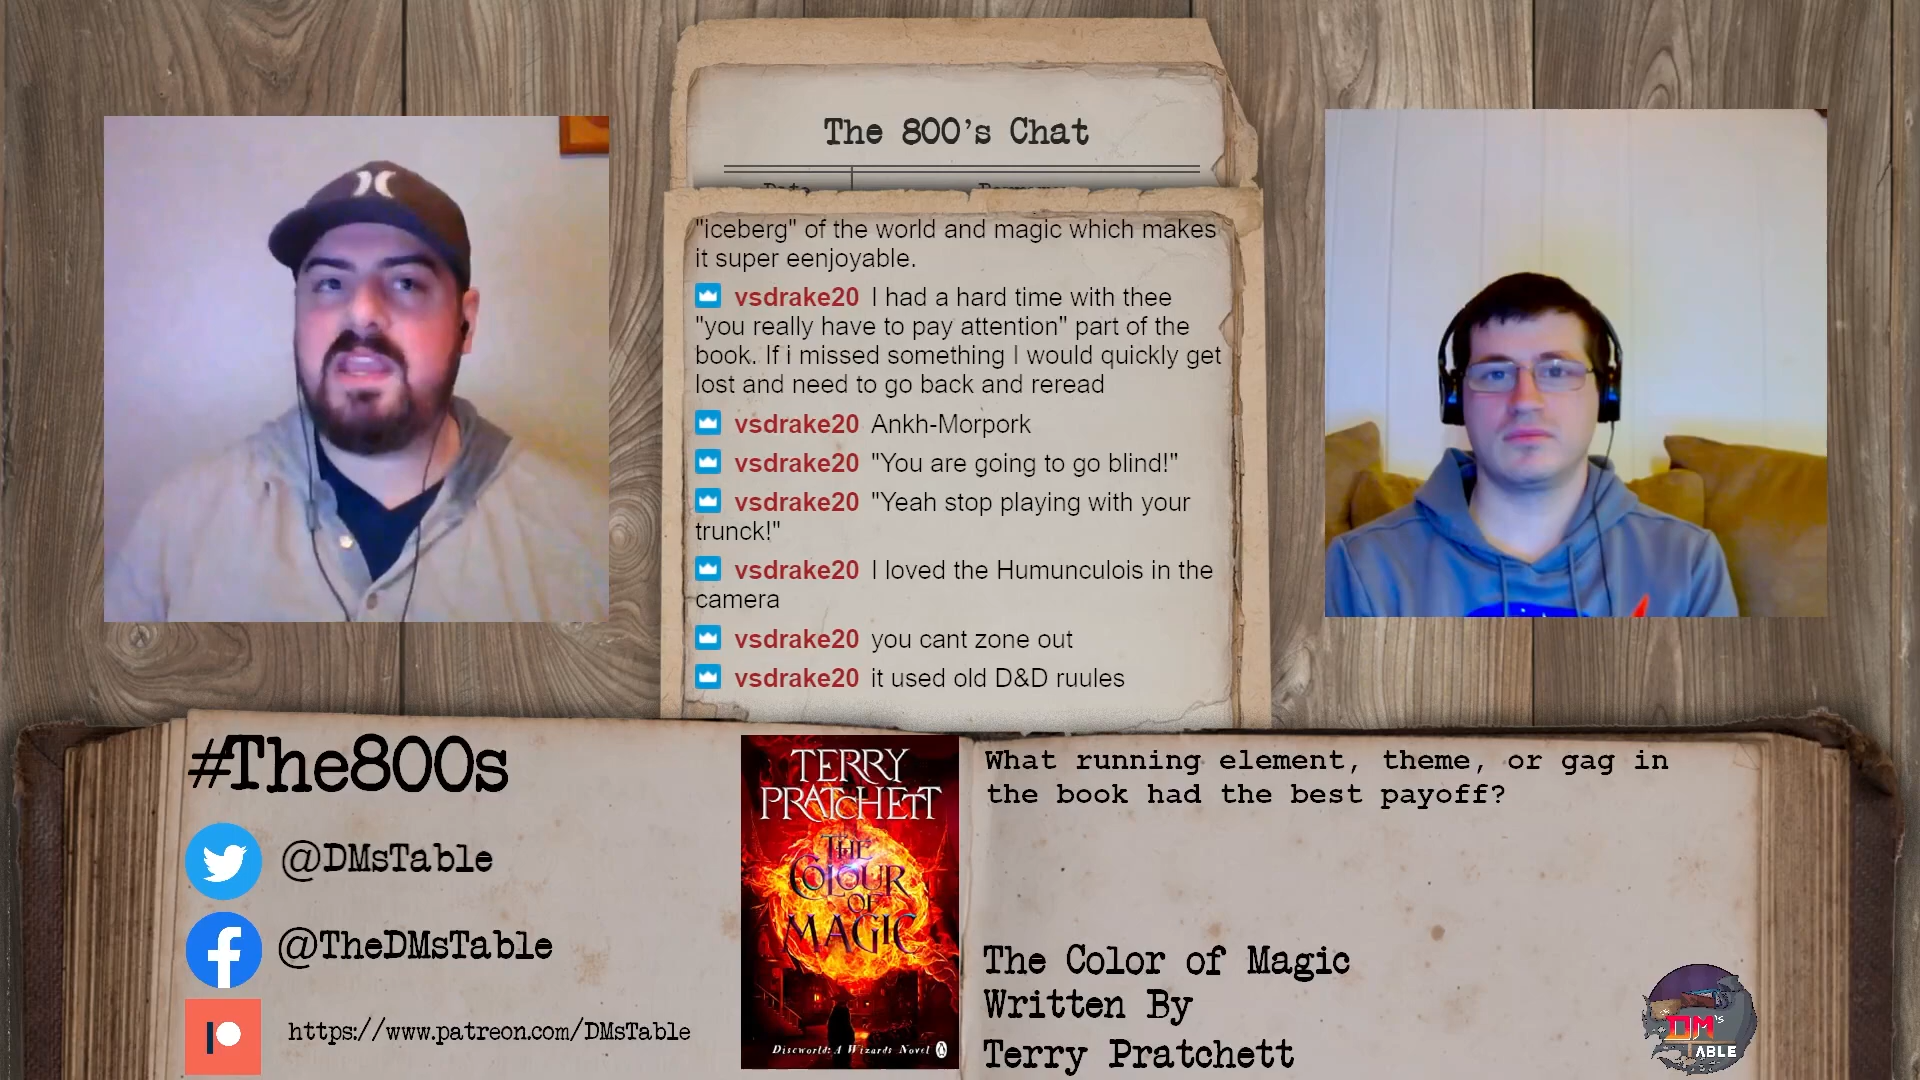 The 800's Chat
"iceberg" of the world and magic which makes
it super eenjoyable.
vsdrake20 I had a hard time with thee
"you really have to pay attention" part of the
book. If i missed something I would quickly get
lost and need to go back and reread
vsdrake20 Ankh-Morpork
vsdrake20 "You are going to go blind!"
vsdrake20 "Yeah stop playing with your
trunck!"
vsdrake20 I loved the Humunculois in the
camera
vsdrake20 you cant zone out
vsdrake20 it used old D&D ruules
#The800s
@DMsTable
@TheDMsTable
https://www.patreon.com/DMsTable
TERRY
PRATCHETT
THE
COLOUR
OF
MAGIC
Discworld: A Wizards Novel
What running element, theme, or gag in
the book had the best payoff?
The Color of Magic
Written By
Terry Pratchett
DM's
TABLE